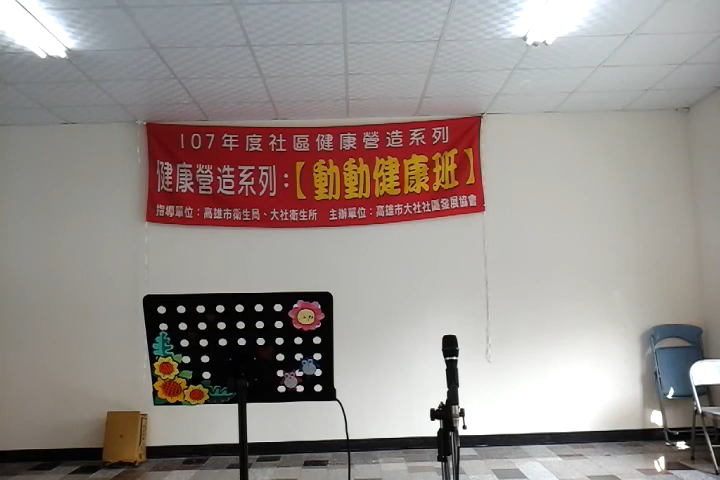 107年度社區健康營造系列
健康營造系列：【動動健康班】
指導單位：高雄市衛生局、大社衛生所 主辦單位：高雄市大社社區發展協會